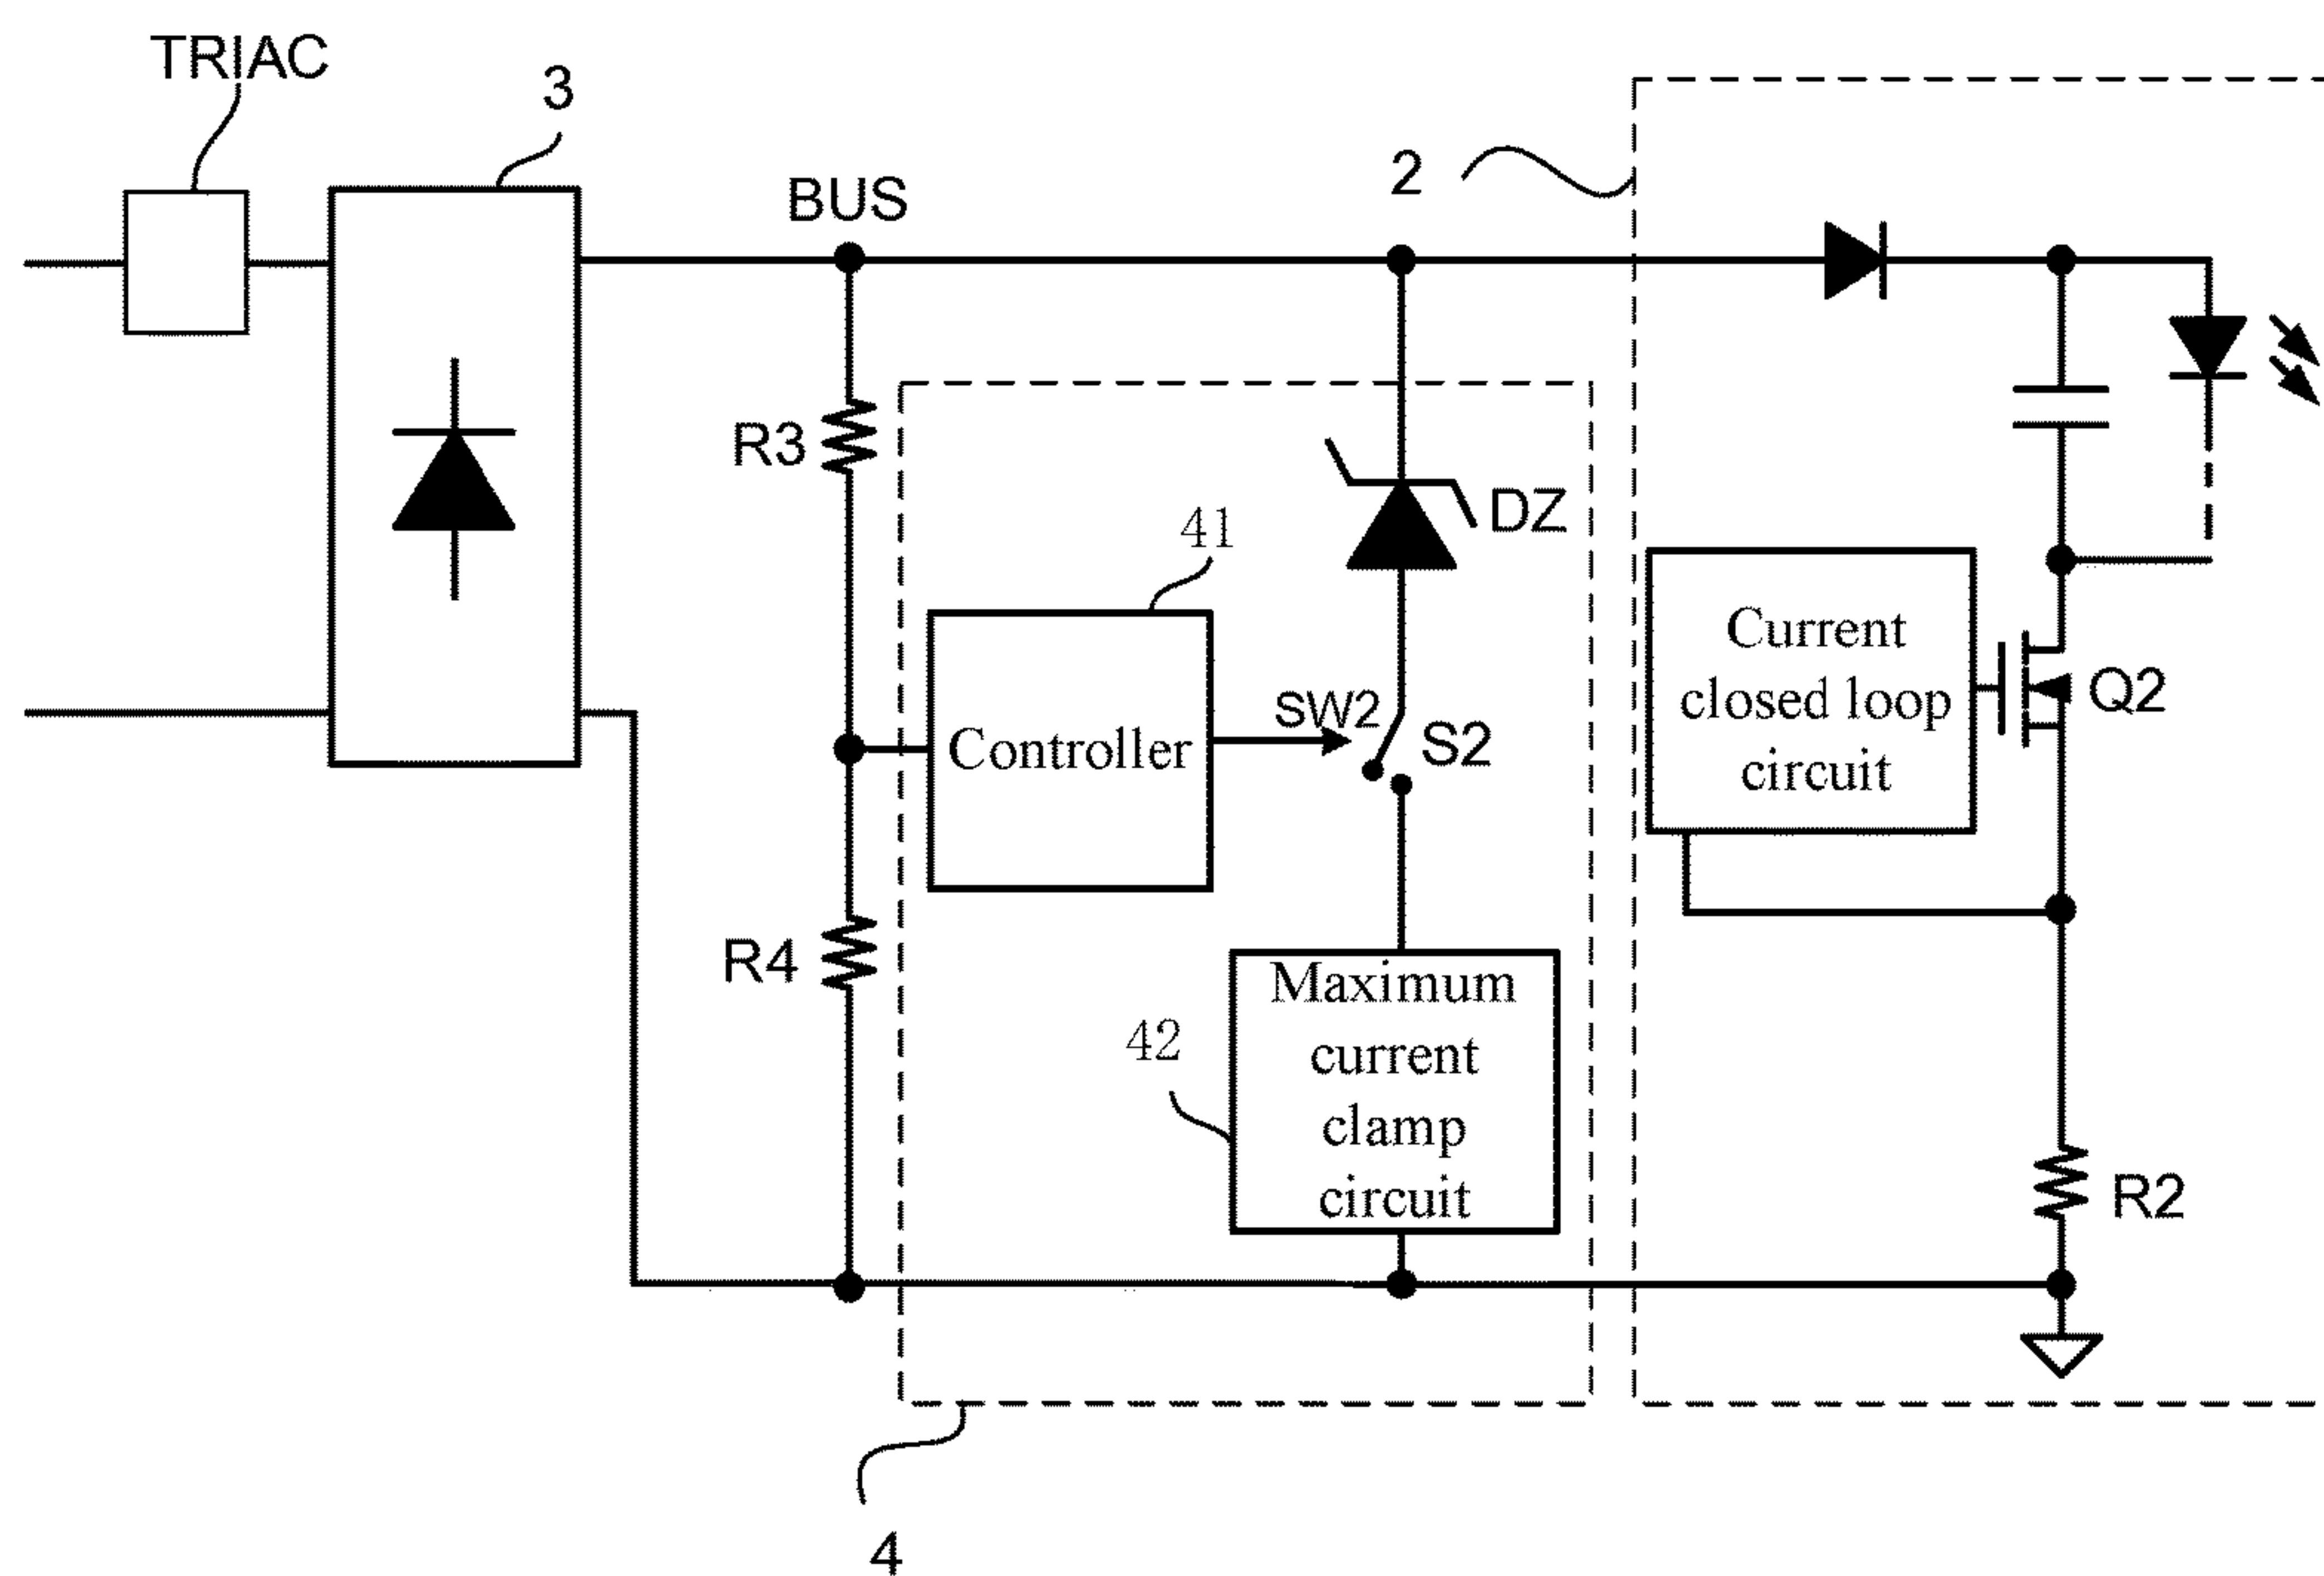 TRIAC
3
2
BUS
R3
DZ
41
Current
closed loop
circuit
Q2
SW2
S2
Controller
R4
Maximum
current
clamp
circuit
42
R2
4